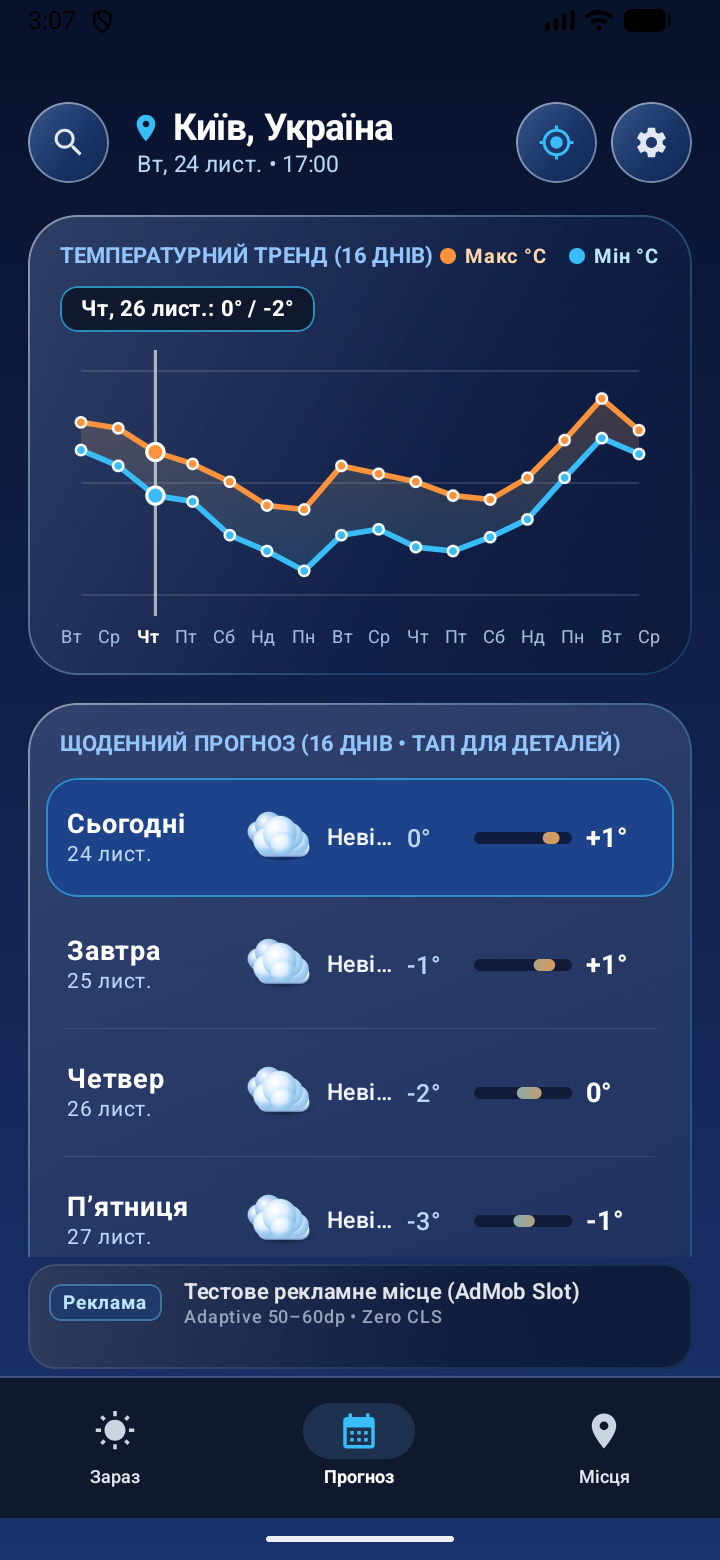 3:07
Київ, Україна
Вт, 24 лист. • 17:00
ТЕМПЕРАТУРНИЙ ТРЕНД (16 ДНІВ) Макс °C Мін °C
Чт, 26 лист.: 0° / -2°
Вт Ср Чт Пт Сб Нд Пн Вт Ср Чт Пт Сб Нд Пн Вт Ср
ЩОДЕННИЙ ПРОГНОЗ (16 ДНІВ • ТАП ДЛЯ ДЕТАЛЕЙ)
Сьогодні
24 лист.
Неві... 0° +1°
Завтра
25 лист.
Неві... -1° +1°
Четвер
26 лист.
Неві... -2° 0°
П’ятниця
27 лист.
Неві... -3° -1°
Реклама
Тестове рекламне місце (AdMob Slot)
Adaptive 50–60dp • Zero CLS
Зараз Прогноз Місця